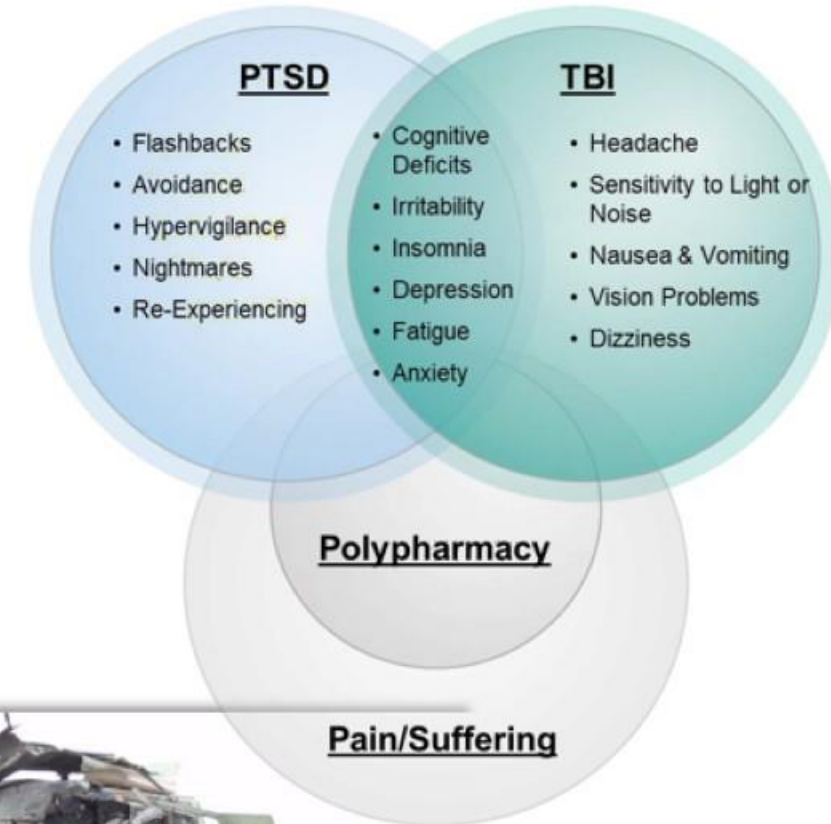 PTSD
• Flashbacks
• Avoidance
• Hypervigilance
• Nightmares
• Re-Experiencing
• Cognitive
Deficits
• Irritability
• Insomnia
• Depression
• Fatigue
• Anxiety
TBI
• Headache
• Sensitivity to Light or
Noise
• Nausea & Vomiting
• Vision Problems
• Dizziness
Polypharmacy
Pain/Suffering